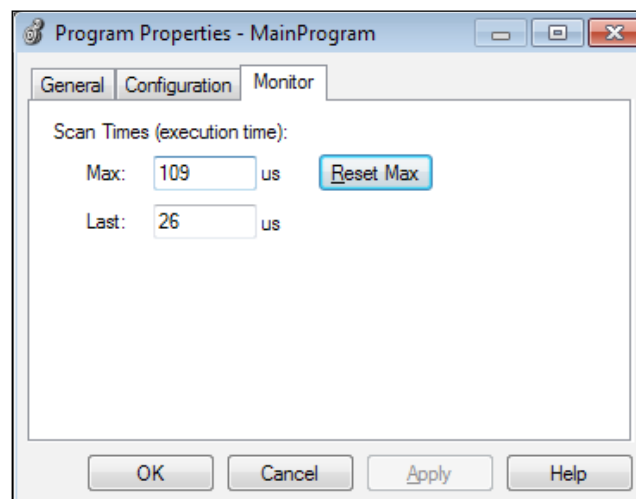 Program Properties - MainProgram
General Configuration Monitor
Scan Times (execution time):
Max: 109 us Reset Max
Last: 26 us
OK Cancel Apply Help